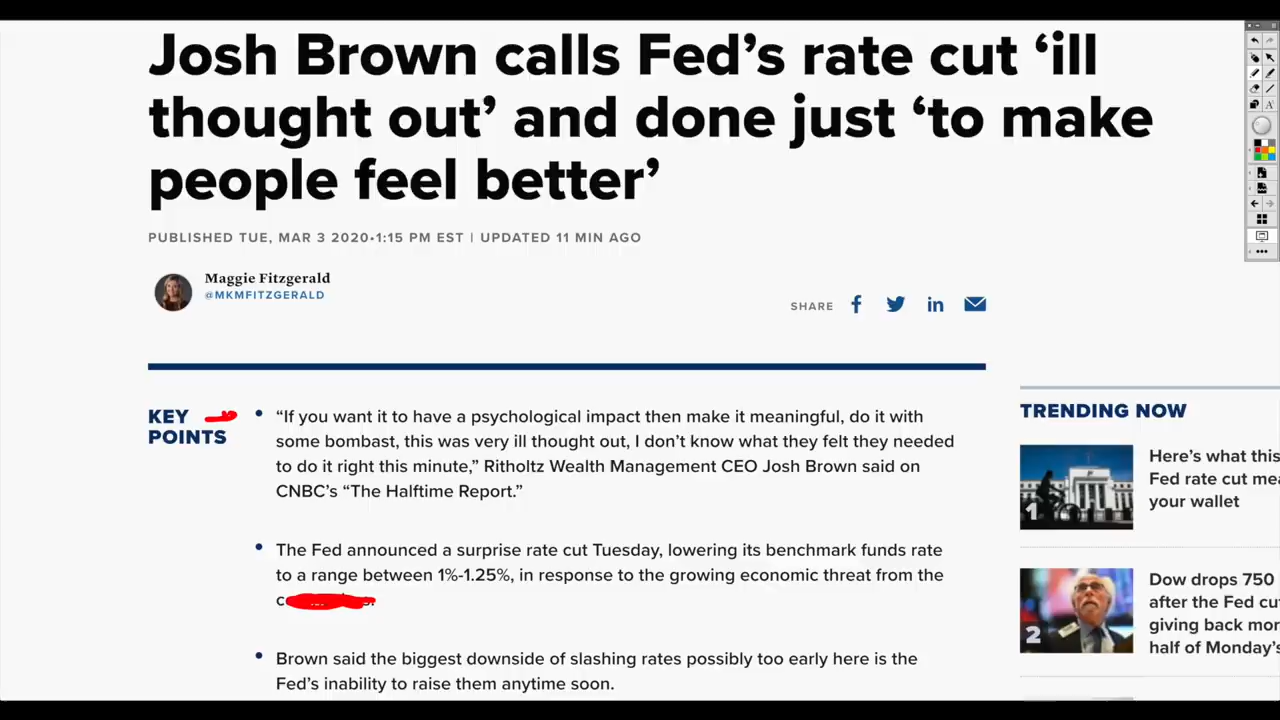 Josh Brown calls Fed’s rate cut ‘ill
thought out’ and done just ‘to make
people feel better’
PUBLISHED TUE, MAR 3 2020•1:15 PM EST | UPDATED 11 MIN AGO
Maggie Fitzgerald
@MKMFITZGERALD
SHARE
KEY
POINTS
• “If you want it to have a psychological impact then make it meaningful, do it with
some bombast, this was very ill thought out, I don’t know what they felt they needed
to do it right this minute,” Ritholtz Wealth Management CEO Josh Brown said on
CNBC’s “The Halftime Report.”
• The Fed announced a surprise rate cut Tuesday, lowering its benchmark funds rate
to a range between 1%-1.25%, in response to the growing economic threat from the
• Brown said the biggest downside of slashing rates possibly too early here is the
Fed’s inability to raise them anytime soon.
TRENDING NOW
1
Here’s what this
Fed rate cut mea
your wallet
2
Dow drops 750
after the Fed cu
giving back mor
half of Monday’s